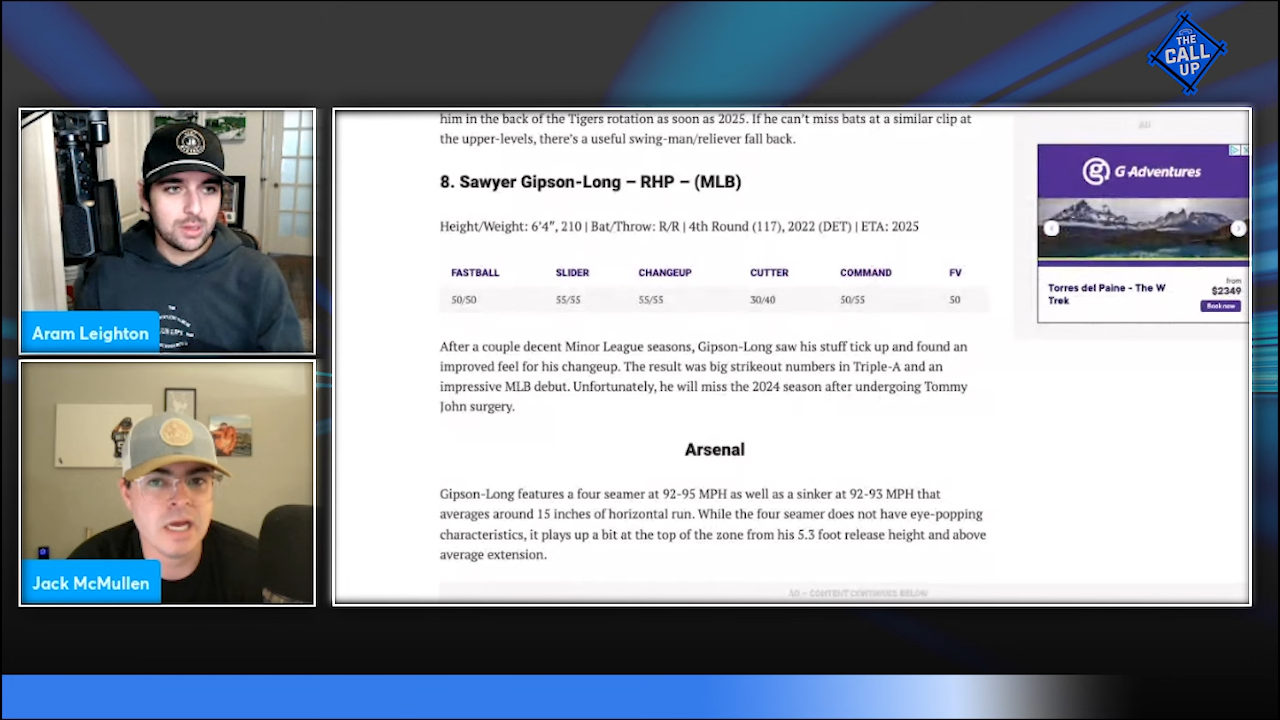 THE
CALL
UP
him in the back of the Tigers rotation as soon as 2025. If he can't miss bats at a similar clip at
the upper-levels, there's a useful swing-man/reliever fall back.
8. Sawyer Gipson-Long – RHP – (MLB)
Height/Weight: 6'4", 210 | Bat/Throw: R/R | 4th Round (117), 2022 (DET) | ETA: 2025
FASTBALL SLIDER CHANGEUP CUTTER COMMAND FV
50/50 55/55 55/55 30/40 50/55 50
After a couple decent Minor League seasons, Gipson-Long saw his stuff tick up and found an
improved feel for his changeup. The result was big strikeout numbers in Triple-A and an
impressive MLB debut. Unfortunately, he will miss the 2024 season after undergoing Tommy
John surgery.
Arsenal
Gipson-Long features a four seamer at 92-95 MPH as well as a sinker at 92-93 MPH that
averages around 15 inches of horizontal run. While the four seamer does not have eye-popping
characteristics, it plays up a bit at the top of the zone from his 5.3 foot release height and above
average extension.
AD – CONTENT CONTINUES BELOW
AD
G Adventures
Torres del Paine - The W
Trek
from
$2349
Book now
Aram Leighton
Jack McMullen